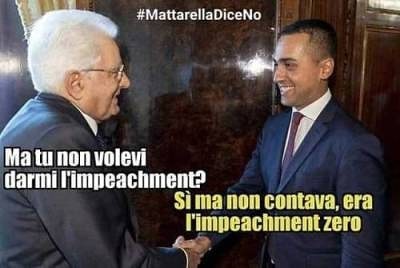 #MattarellaDiceNo
Ma tu non volevi
darmi l'impeachment?
Sì ma non contava, era
l'impeachment zero